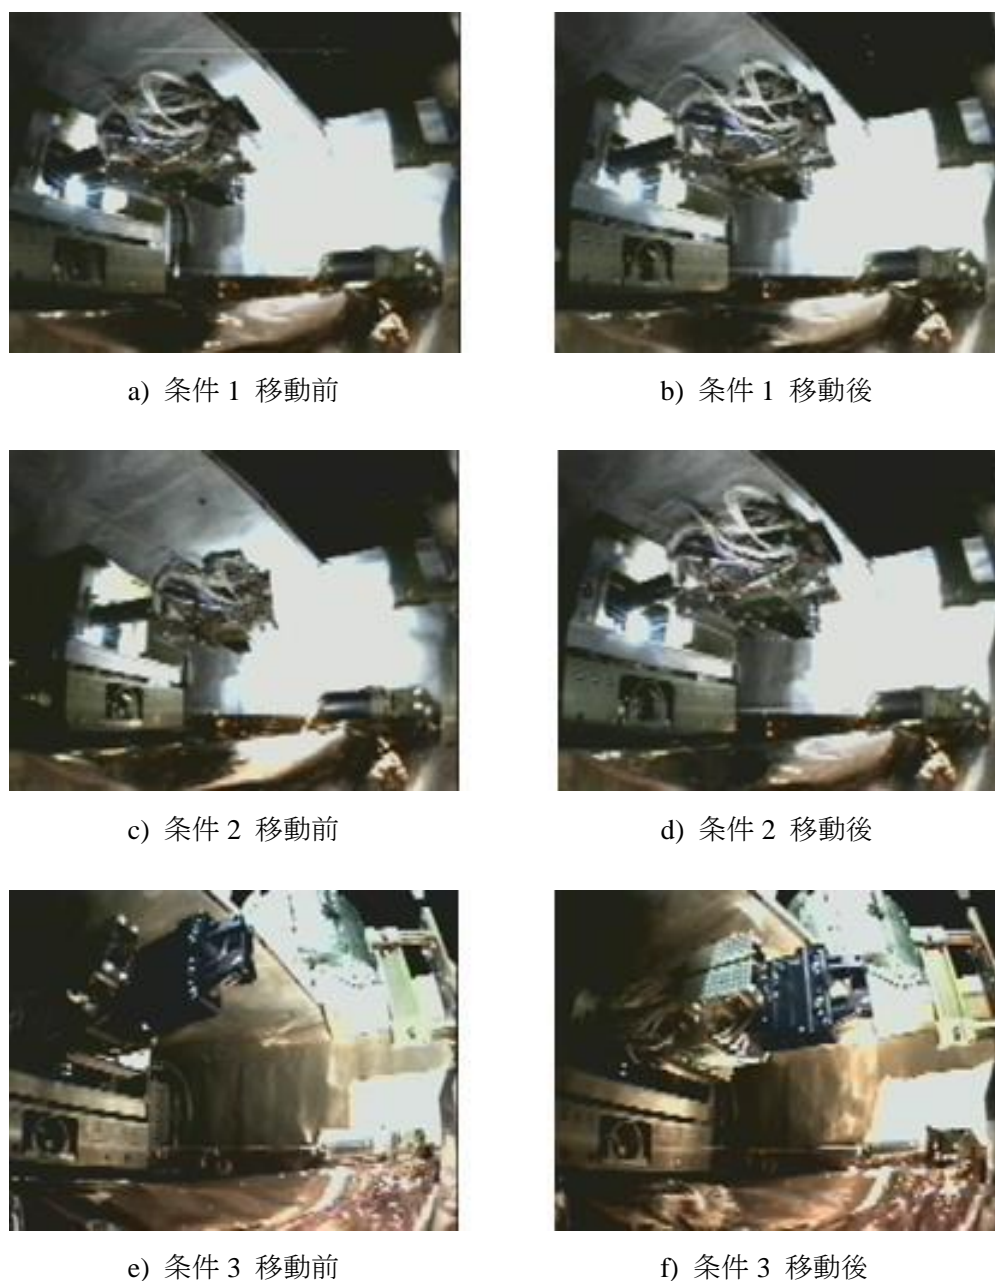 a) 条件 1 移動前
b) 条件 1 移動後
c) 条件 2 移動前
d) 条件 2 移動後
e) 条件 3 移動前
f) 条件 3 移動後